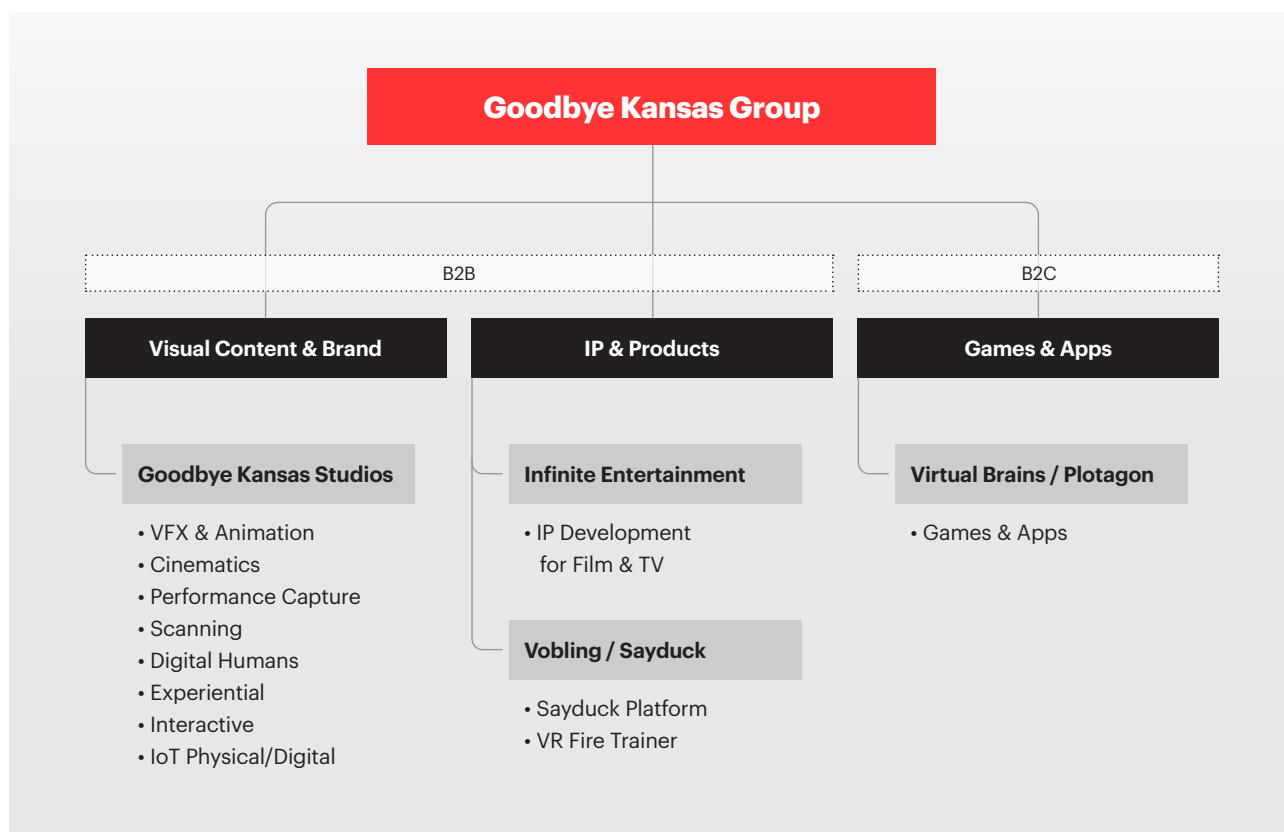 Goodbye Kansas Group
B2B
B2C
Visual Content & Brand
IP & Products
Games & Apps
Goodbye Kansas Studios
• VFX & Animation
• Cinematics
• Performance Capture
• Scanning
• Digital Humans
• Experiential
• Interactive
• IoT Physical/Digital
Infinite Entertainment
• IP Development
for Film & TV
Vobling / Sayduck
• Sayduck Platform
• VR Fire Trainer
Virtual Brains / Plotagon
• Games & Apps